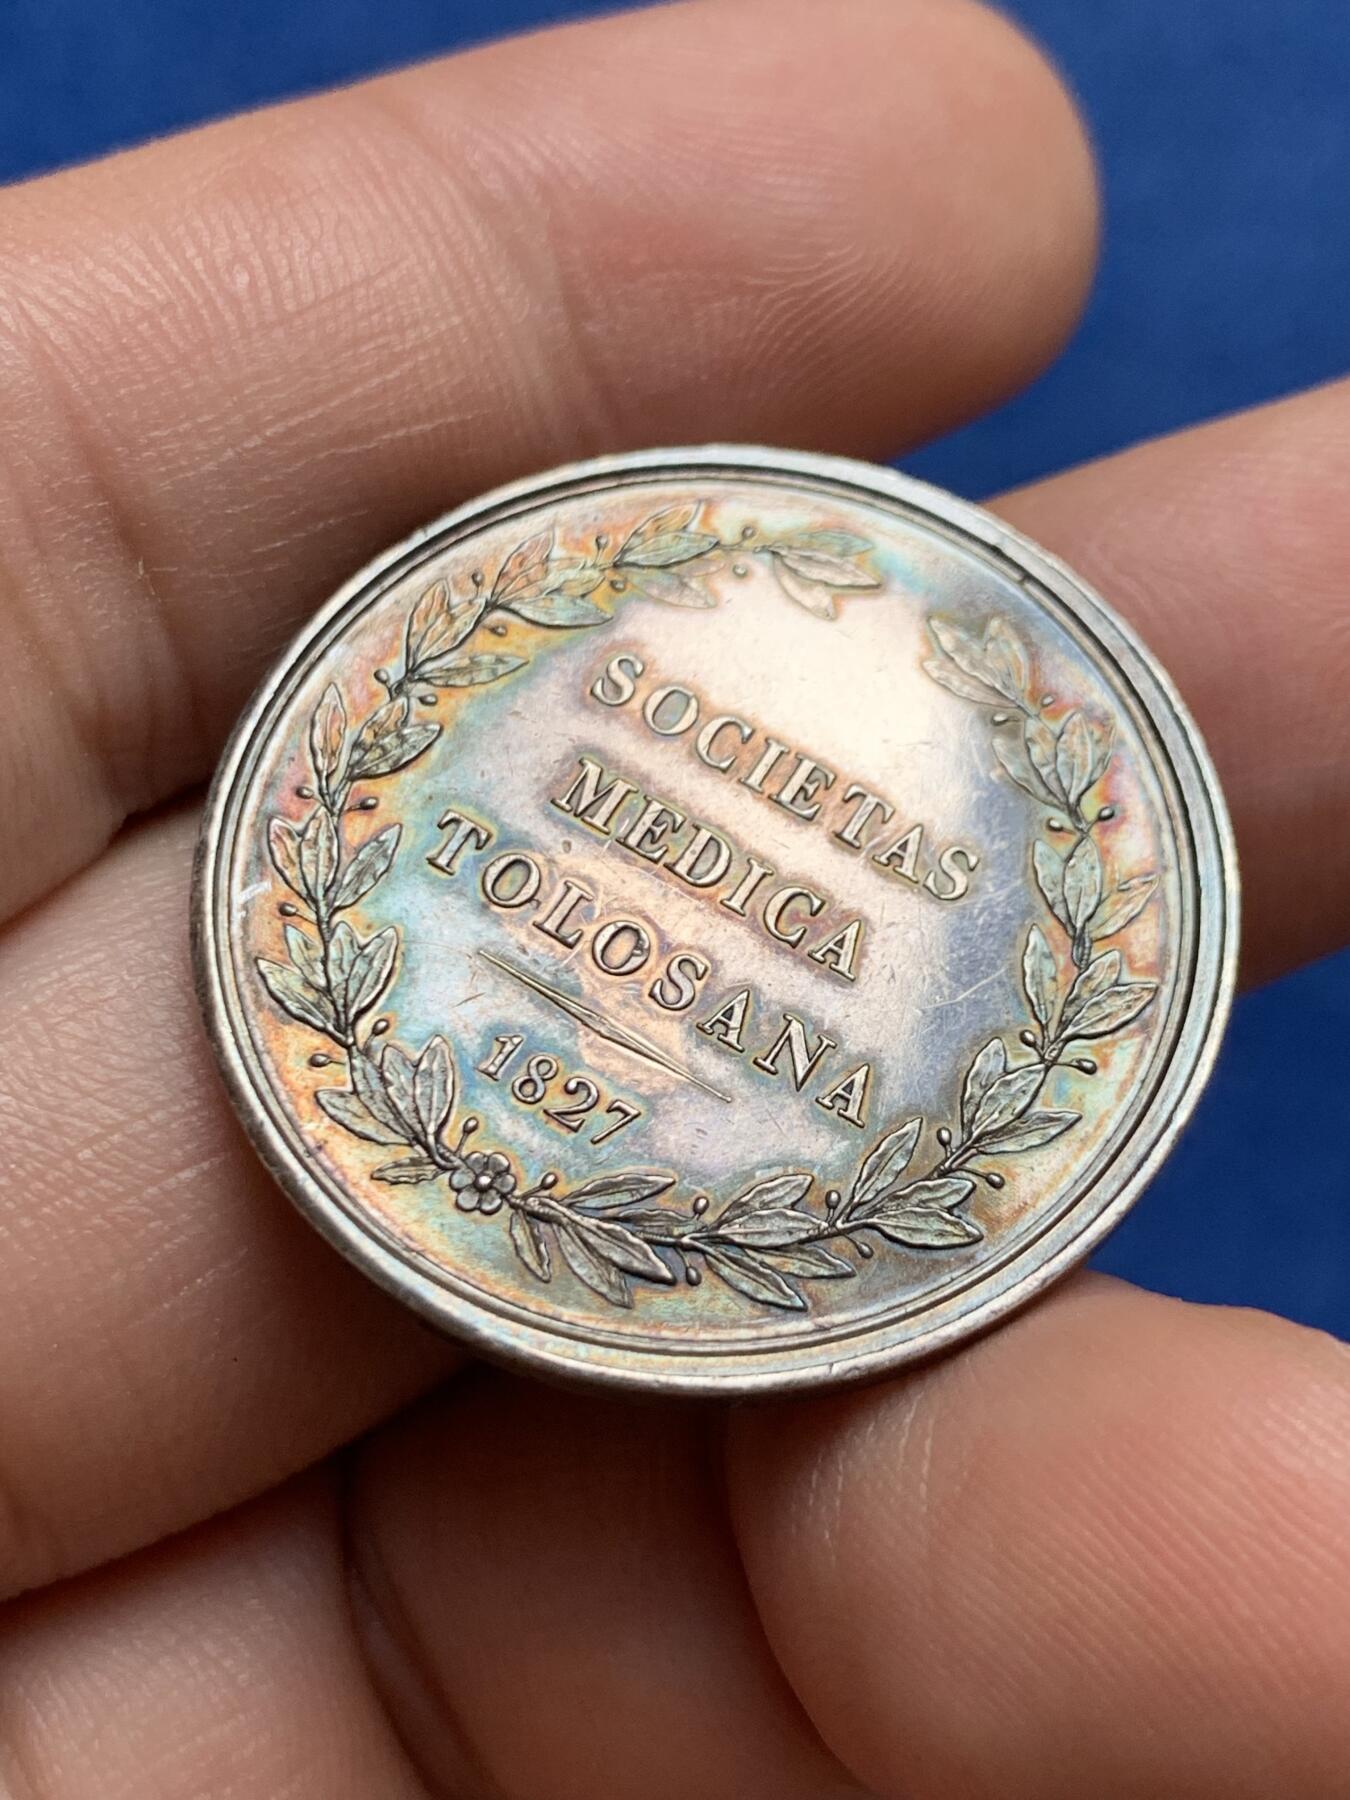 SOCIETAS
MEDICA
TOLOSANA
1827